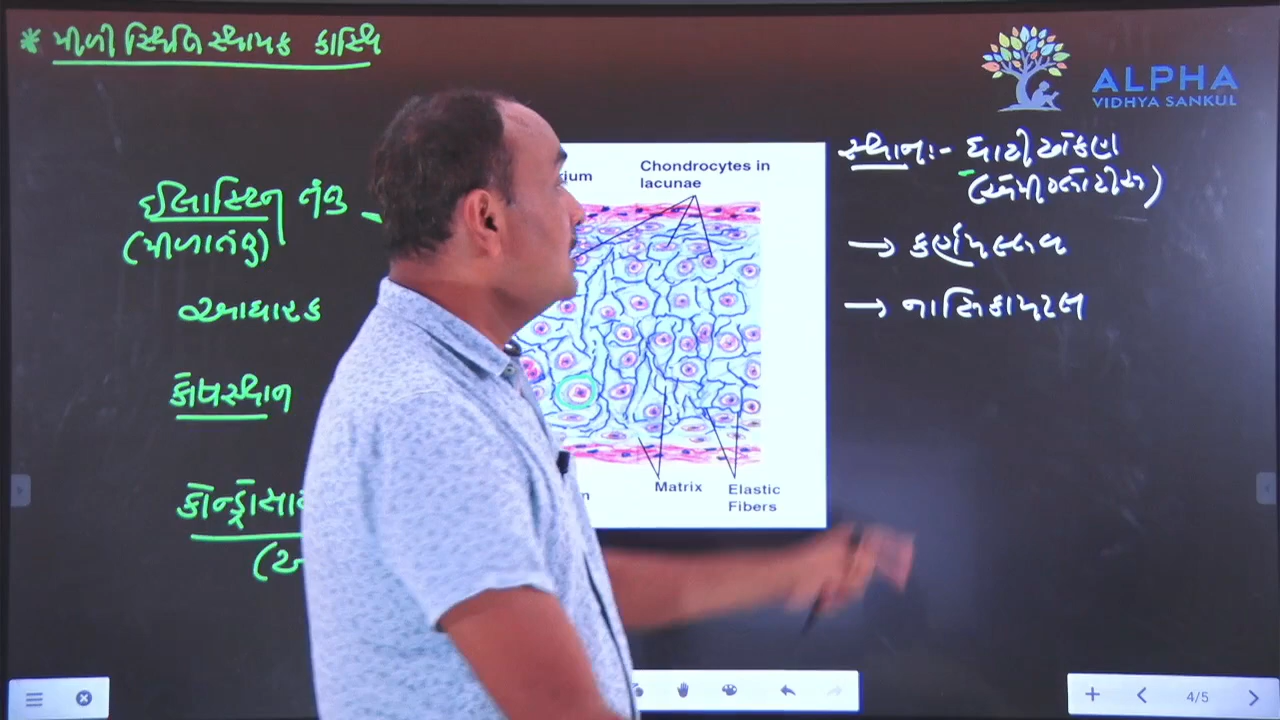 * પીળી સ્થિતિ સ્થાપક કાસ્થિ
ALPHA
VIDHYA SANKUL
ઈલાસ્ટિન તંતુ
(પીળાતંતુ)
આધારક
કોષસ્થાન
કોન્ડ્રોસા
Chondrocytes in
lacunae
Matrix
Elastic
Fibers
સ્થાન:- ઘાટીઢાંકણ
(એપીગ્લોટીસ)
→ કર્ણપલ્લવ
→ નાસિકાપટલ
4/5